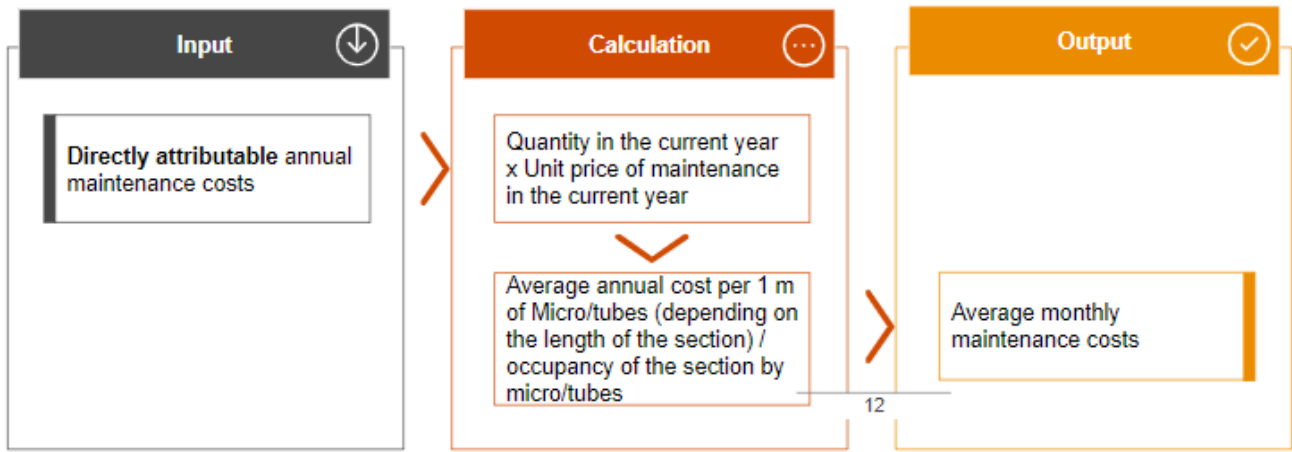 Input
Directly attributable annual
maintenance costs
Calculation
Quantity in the current year
x Unit price of maintenance
in the current year
Average annual cost per 1 m
of Micro/tubes (depending on
the length of the section) /
occupancy of the section by
micro/tubes
12
Output
Average monthly
maintenance costs